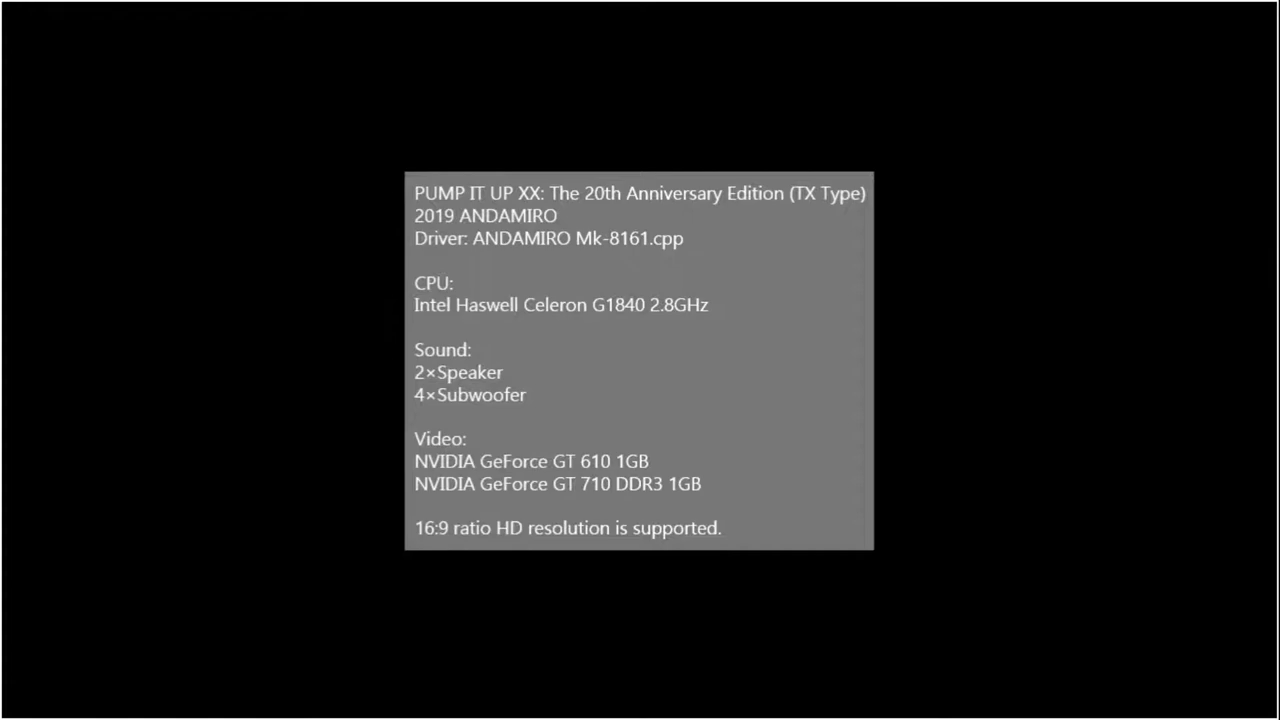 PUMP IT UP XX: The 20th Anniversary Edition (TX Type)
2019 ANDAMIRO
Driver: ANDAMIRO Mk-8161.cpp
CPU:
Intel Haswell Celeron G1840 2.8GHz
Sound:
2×Speaker
4×Subwoofer
Video:
NVIDIA GeForce GT 610 1GB
NVIDIA GeForce GT 710 DDR3 1GB
16:9 ratio HD resolution is supported.